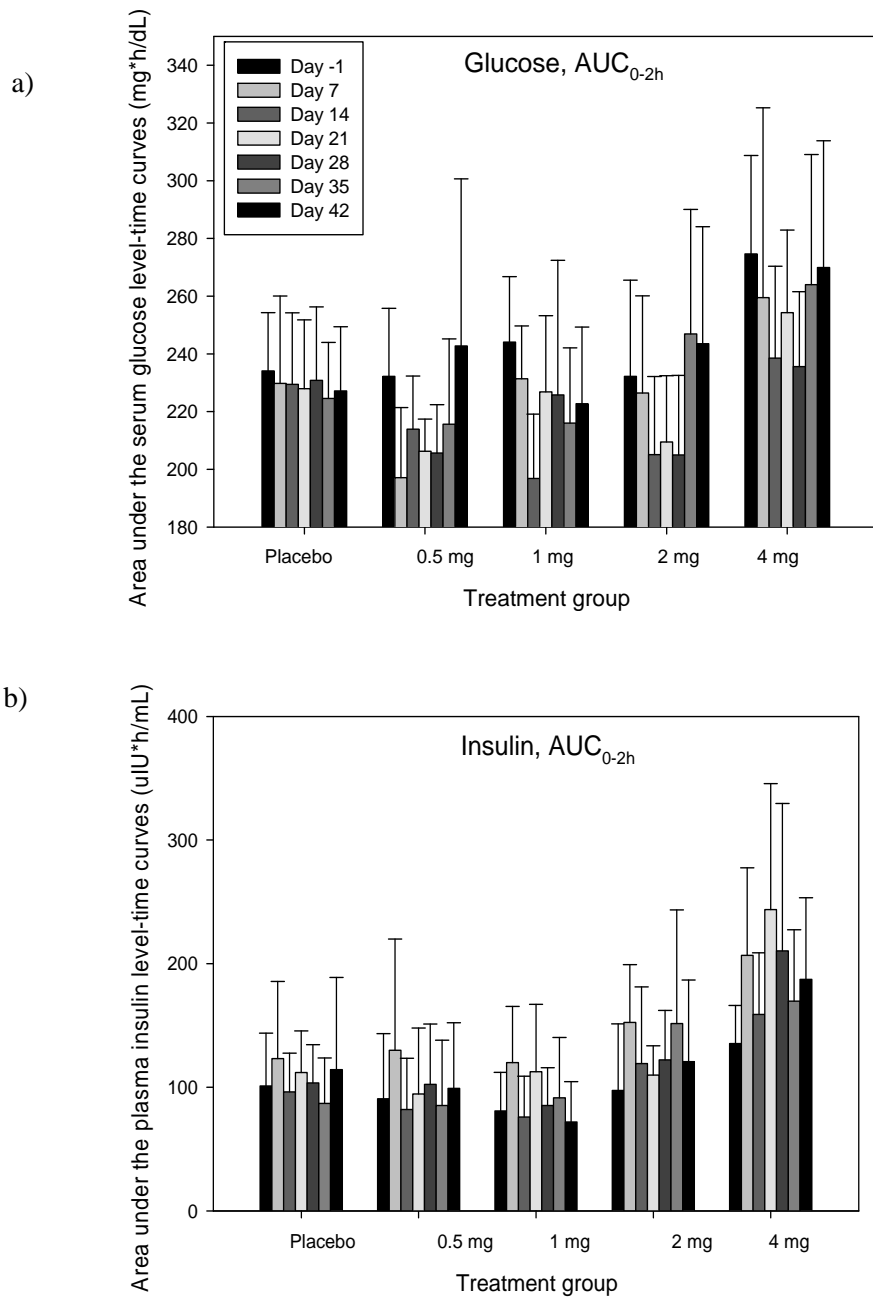 a)
Glucose, AUC0-2h
Day -1
Day 7
Day 14
Day 21
Day 28
Day 35
Day 42
Area under the serum glucose level-time curves (mg*h/dL)
340
320
300
280
260
240
220
200
180
Placebo 0.5 mg 1 mg 2 mg 4 mg
Treatment group
b)
Insulin, AUC0-2h
Area under the plasma insulin level-time curves (uIU*h/mL)
400
300
200
100
0
Placebo 0.5 mg 1 mg 2 mg 4 mg
Treatment group